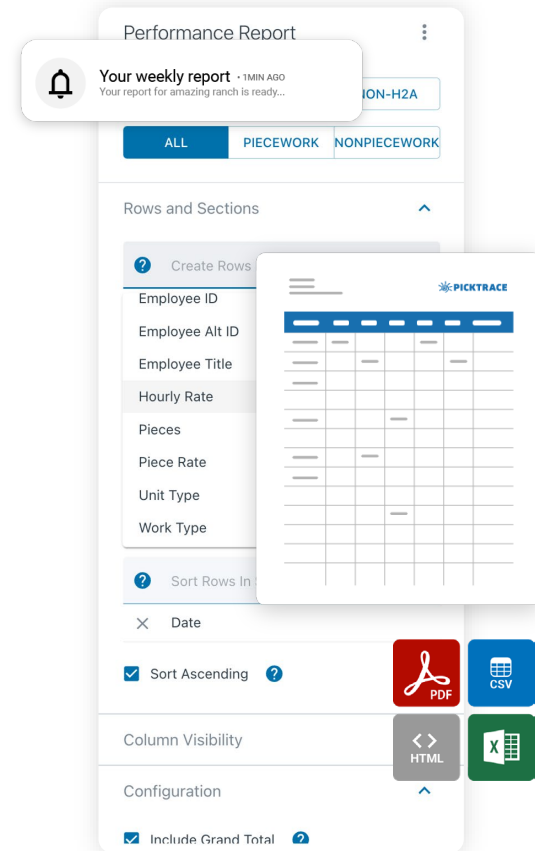 Performance Report
Your weekly report • 1MIN AGO
Your report for amazing ranch is ready...
NON-H2A
ALL PIECEWORK NONPIECEWORK
Rows and Sections
Create Rows
Employee ID
Employee Alt ID
Employee Title
Hourly Rate
Pieces
Piece Rate
Unit Type
Work Type
PICKTRACE
Sort Rows In
Date
Sort Ascending
PDF
CSV
Column Visibility
HTML
X
Configuration
Include Grand Total